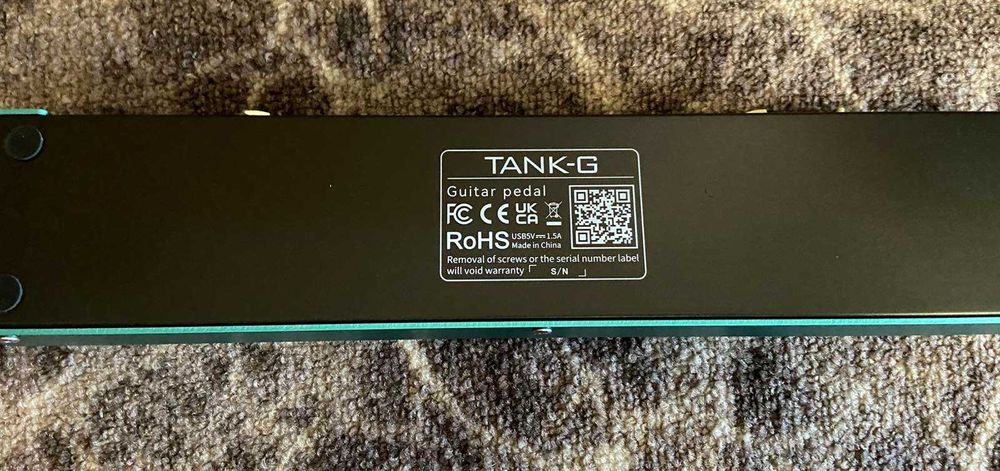 TANK-G
Guitar pedal
FC CE UK CA
RoHS USB5V⎓1.5A
Made in China
Removal of screws or the serial number label
will void warranty
S/N